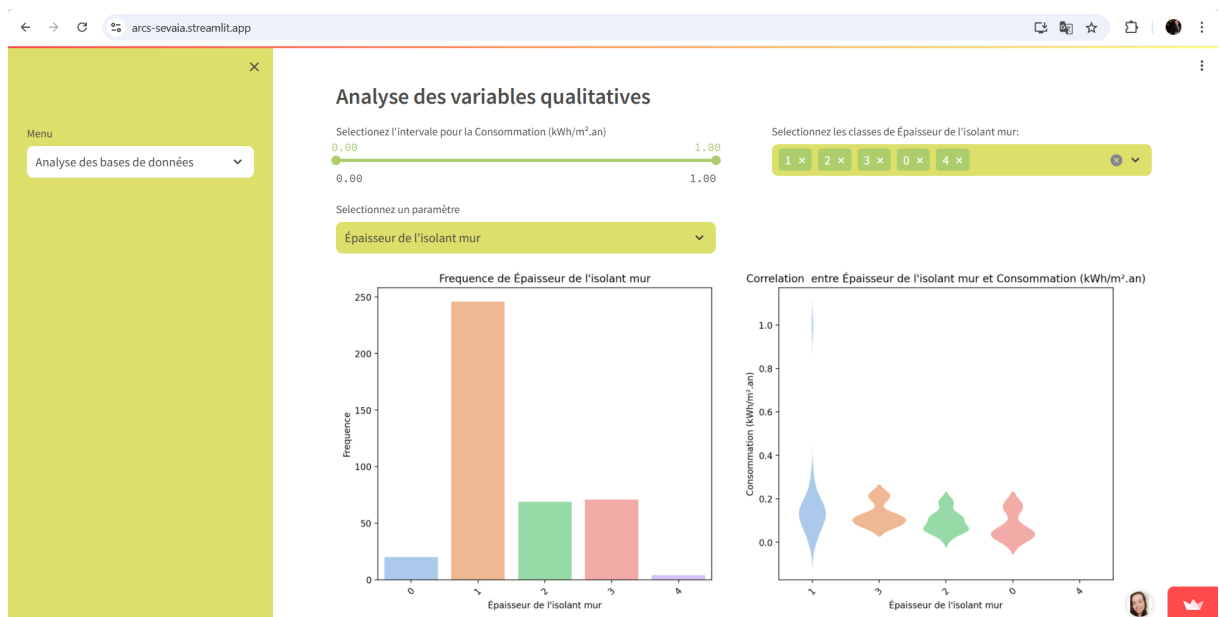 arcs-sevaia.streamlit.app
Menu
Analyse des bases de données
Analyse des variables qualitatives
Selectionez l'intervale pour la Consommation (kWh/m².an)
0.00 1.00
0.00 1.00
Selectionnez les classes de Épaisseur de l'isolant mur:
1 × 2 × 3 × 0 × 4 ×
Selectionnez un paramètre
Épaisseur de l'isolant mur
Frequence de Épaisseur de l'isolant mur
250
200
150
100
50
0
Frequence
0 1 2 3 4
Épaisseur de l'isolant mur
Correlation entre Épaisseur de l'isolant mur et Consommation (kWh/m².an)
1.0
0.8
0.6
0.4
0.2
0.0
Consommation (kWh/m².an)
1 3 2 0 4
Épaisseur de l'isolant mur